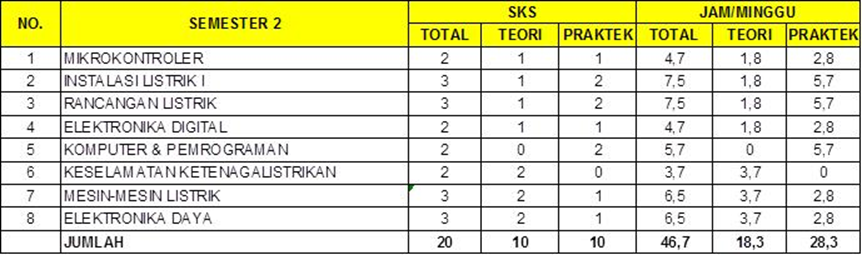 NO. SEMESTER 2 SKS JAM/MINGGU
TOTAL TEORI PRAKTEK TOTAL TEORI PRAKTEK
1 MIKROKONTROLER 2 1 1 4,7 1,8 2,8
2 INSTALASI LISTRIK I 3 1 2 7,5 1,8 5,7
3 RANCANGAN LISTRIK 3 1 2 7,5 1,8 5,7
4 ELEKTRONIKA DIGITAL 2 1 1 4,7 1,8 2,8
5 KOMPUTER & PEMROGRAMAN 2 0 2 5,7 0 5,7
6 KESELAMATAN KETENAGALISTRIKAN 2 2 0 3,7 3,7 0
7 MESIN-MESIN LISTRIK 3 2 1 6,5 3,7 2,8
8 ELEKTRONIKA DAYA 3 2 1 6,5 3,7 2,8
JUMLAH 20 10 10 46,7 18,3 28,3